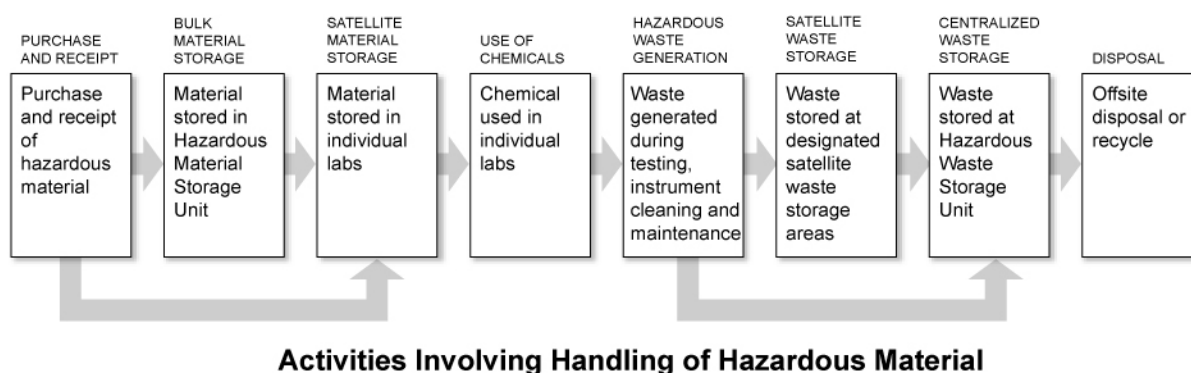 PURCHASE
AND RECEIPT
Purchase
and receipt
of
hazardous
material
BULK
MATERIAL
STORAGE
Material
stored in
Hazardous
Material
Storage
Unit
SATELLITE
MATERIAL
STORAGE
Material
stored in
individual
labs
USE OF
CHEMICALS
Chemical
used in
individual
labs
HAZARDOUS
WASTE
GENERATION
Waste
generated
during
testing,
instrument
cleaning and
maintenance
SATELLITE
WASTE
STORAGE
Waste
stored at
designated
satellite
waste
storage
areas
CENTRALIZED
WASTE
STORAGE
Waste
stored at
Hazardous
Waste
Storage
Unit
DISPOSAL
Offsite
disposal or
recycle
Activities Involving Handling of Hazardous Material